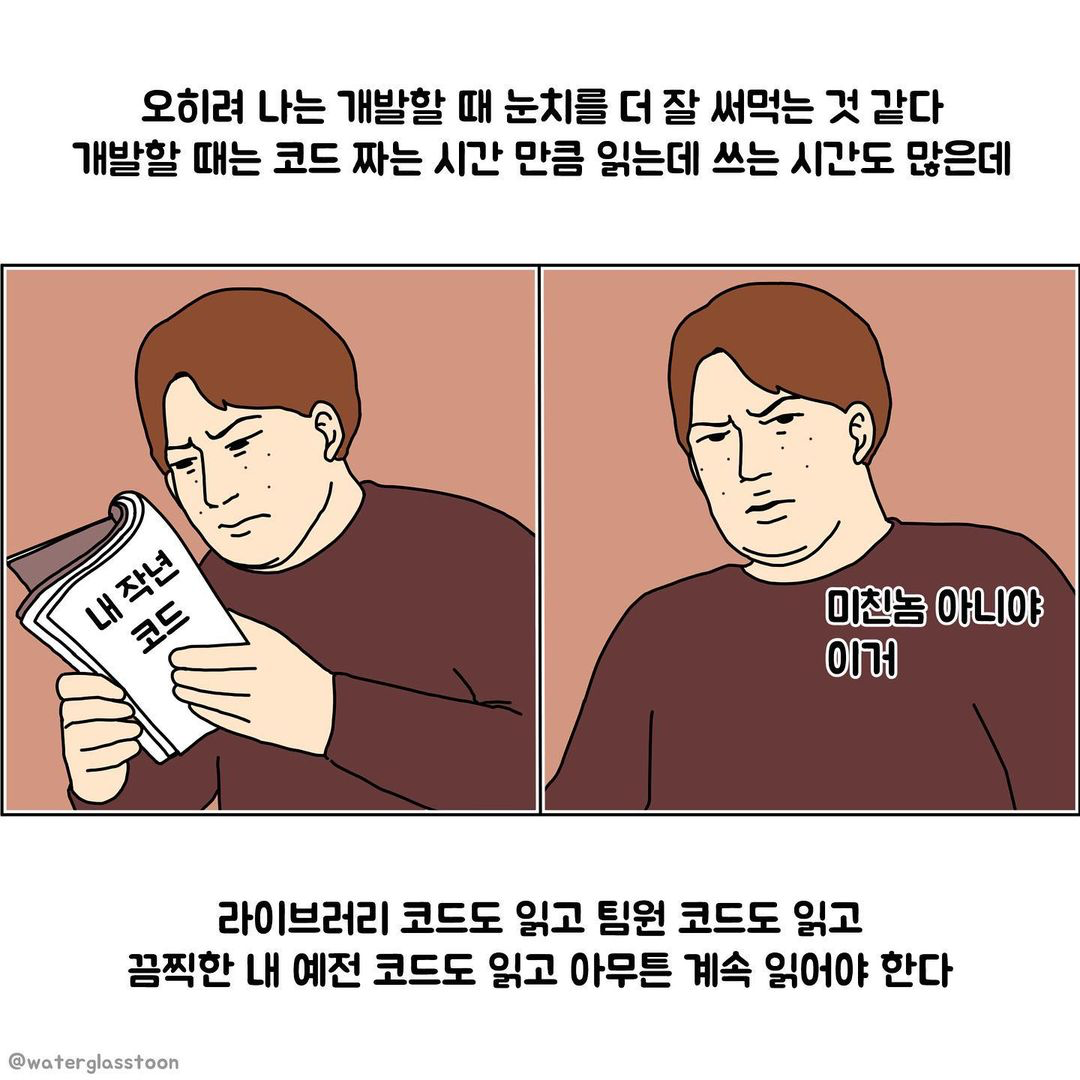 오히려 나는 개발할 때 눈치를 더 잘 써먹는 것 같다
개발할 때는 코드 짜는 시간 만큼 읽는데 쓰는 시간도 많은데
내 작년
코드
미친놈 아니야
이거
라이브러리 코드도 읽고 팀원 코드도 읽고
끔찍한 내 예전 코드도 읽고 아무튼 계속 읽어야 한다
@waterglasstoon